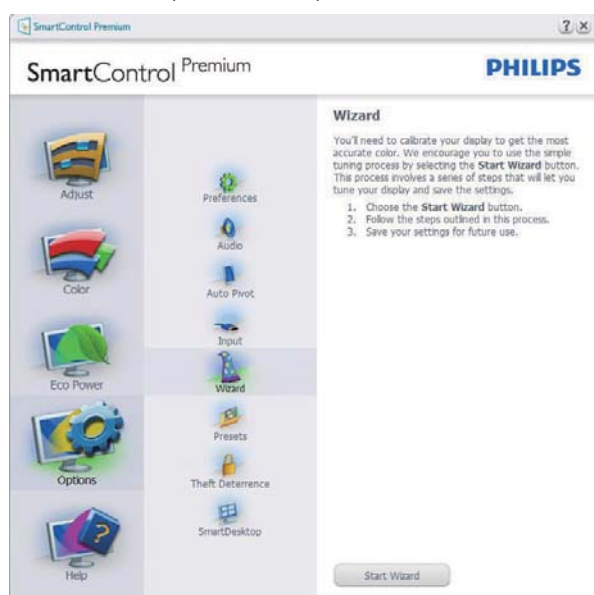 SmartControl Premium
? X
SmartControl Premium
PHILIPS
Adjust
Color
Eco Power
Options
Help
Preferences
Audio
Auto Pivot
Input
Wizard
Presets
Theft Deterrence
SmartDesktop
Wizard
You'll need to calibrate your display to get the most
accurate color. We encourage you to use the simple
tuning process by selecting the Start Wizard button.
This process involves a series of steps that will let you
tune your display and save the settings.
1. Choose the Start Wizard button.
2. Follow the steps outlined in this process.
3. Save your settings for future use.
Start Wizard